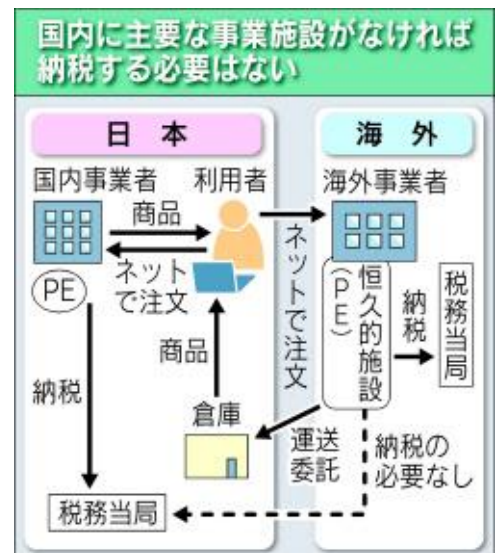 国内に主要な事業施設がなければ
納税する必要はない
日本
海外
国内事業者
利用者
海外事業者
商品
ネット
で注文
PE
ネットで注文
恒久的施設
(PE)
納税
税務当局
商品
納税
倉庫
運送
委託
納税の
必要なし
税務当局